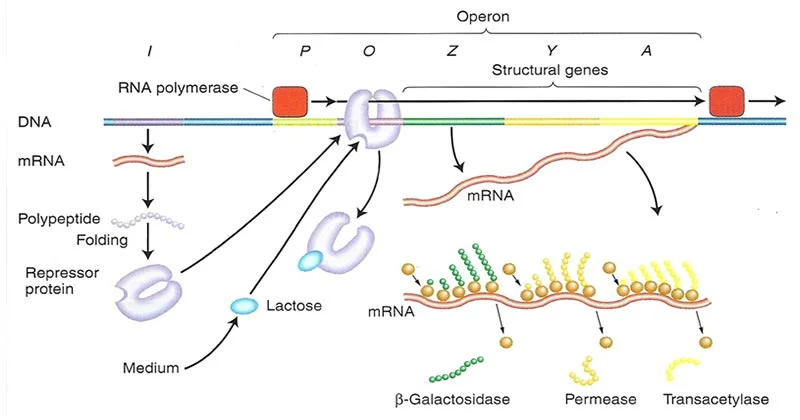 Operon
I P O Z Y A
Structural genes
RNA polymerase
DNA
mRNA
mRNA
Polypeptide
Folding
Repressor
protein
Lactose
mRNA
Medium
β-Galactosidase Permease Transacetylase